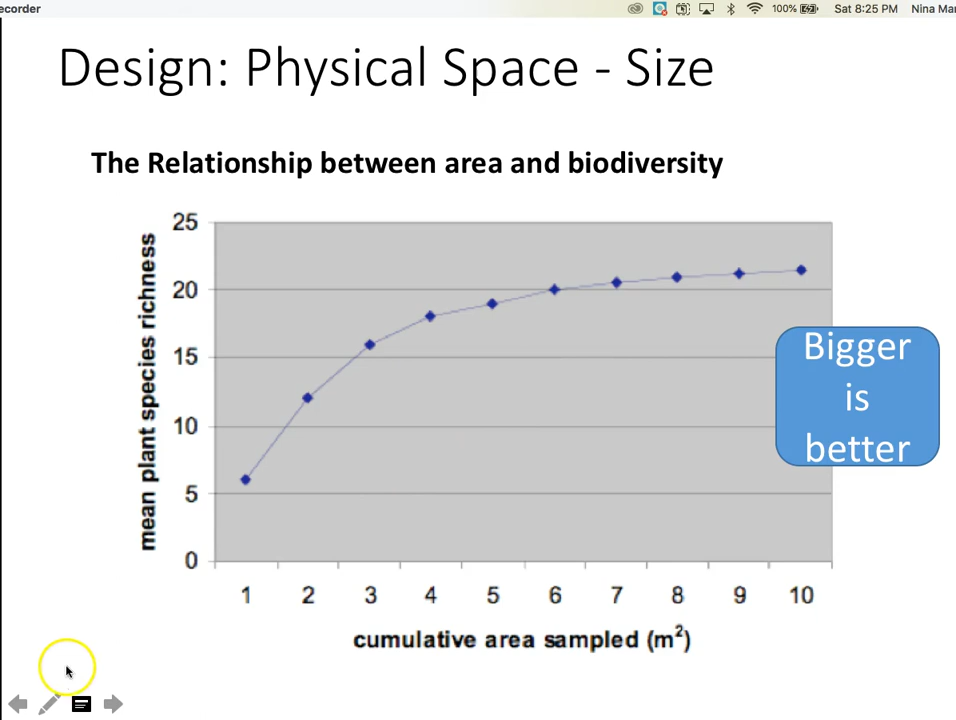 ecorder
100%
Sat 8:25 PM
Nina Mar
Design: Physical Space - Size
The Relationship between area and biodiversity
mean plant species richness
25
20
15
10
5
0
1 2 3 4 5 6 7 8 9 10
cumulative area sampled (m²)
Bigger
is
better